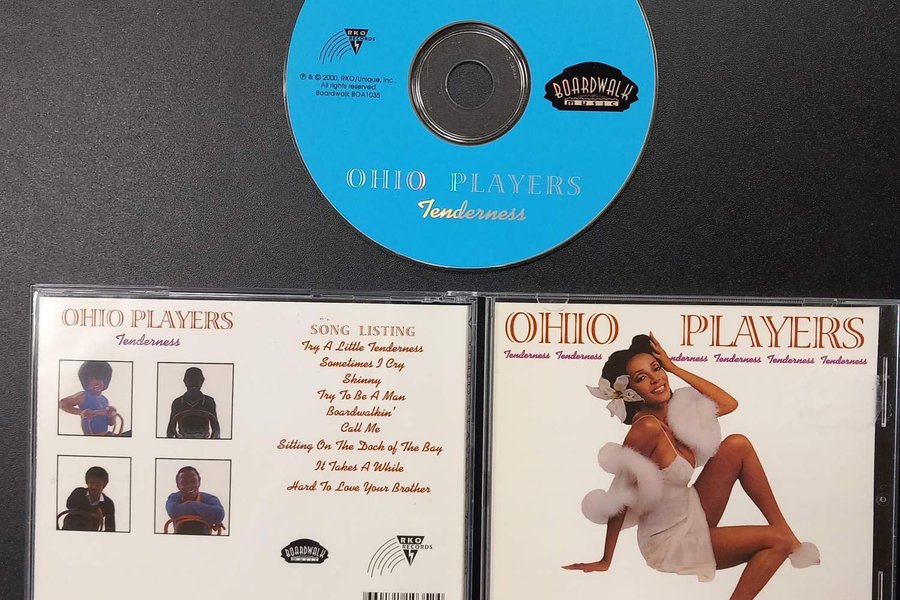 RKO
RECORDS
℗ & © 2000, RKO/Unique, Inc.,
All rights reserved
Boardwalk BOA1035
BOARDWALK
MUSIC
OHIO PLAYERS
Tenderness
OHIO PLAYERS
Tenderness
SONG LISTING
Try A Little Tenderness
Sometimes I Cry
Skinny
Try To Be A Man
Boardwalkin'
Call Me
Sitting On The Dock of The Bay
It Takes A While
Hard To Love Your Brother
BOARDWALK
MUSIC
RKO
RECORDS
OHIO PLAYERS
Tenderness Tenderness Tenderness Tenderness Tenderness